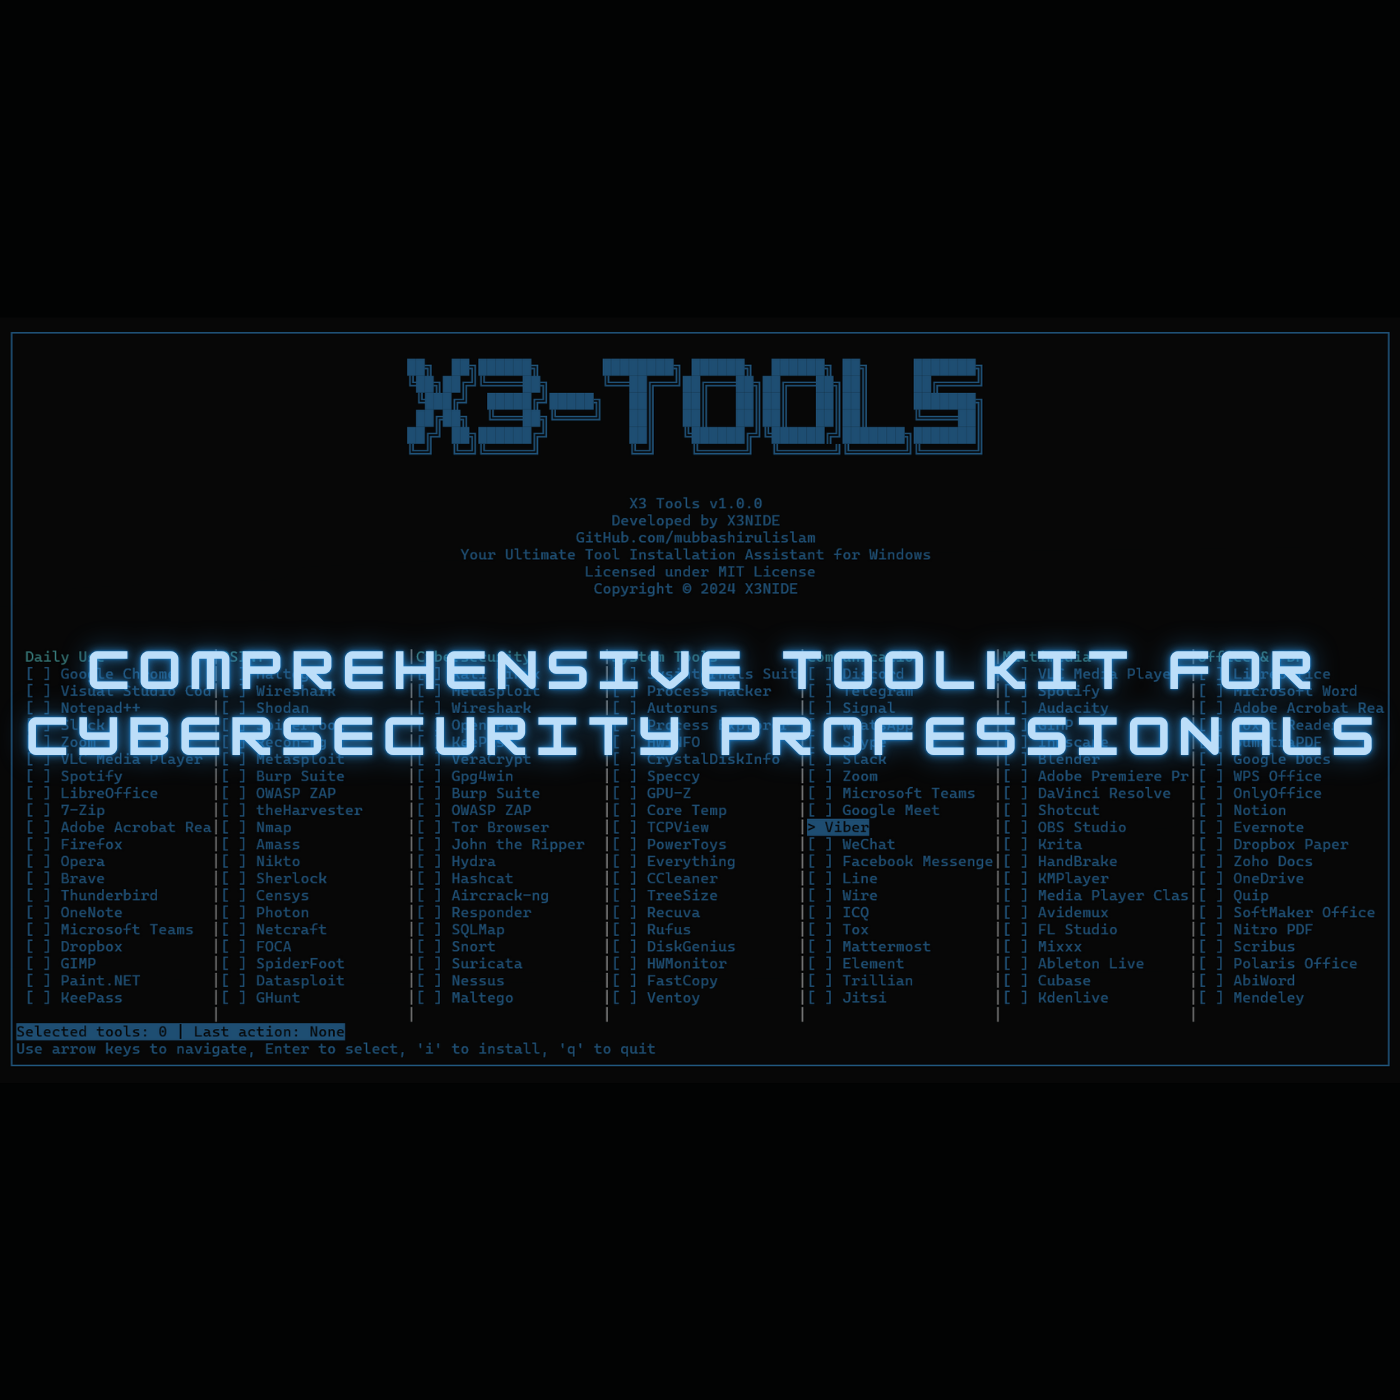 X3-TOOLS
X3 Tools v1.0.0
Developed by X3NIDE
GitHub.com/mubbashirulislam
Your Ultimate Tool Installation Assistant for Windows
Licensed under MIT License
Copyright © 2024 X3NIDE
COMPREHENSIVE TOOLKIT FOR
CYBERSECURITY PROFESSIONALS
[ ] Visual Studio Cod|[ ] Wireshark |[ ] Metasploit |[ ] Process Hacker |[ ] Telegram |[ ] Spotify |[ ] Microsoft Word
[ ] Notepad++ |[ ] Shodan |[ ] Wireshark |[ ] Autoruns |[ ] Signal |[ ] Audacity |[ ] Adobe Acrobat Rea
[ ] VLC Media Player |[ ] Metasploit |[ ] VeraCrypt |[ ] CrystalDiskInfo |[ ] Slack |[ ] Blender |[ ] Google Docs
[ ] Spotify |[ ] Burp Suite |[ ] Gpg4win |[ ] Speccy |[ ] Zoom |[ ] Adobe Premiere Pr|[ ] WPS Office
[ ] LibreOffice |[ ] OWASP ZAP |[ ] Burp Suite |[ ] GPU-Z |[ ] Microsoft Teams |[ ] DaVinci Resolve |[ ] OnlyOffice
[ ] 7-Zip |[ ] theHarvester |[ ] OWASP ZAP |[ ] Core Temp |[ ] Google Meet |[ ] Shotcut |[ ] Notion
[ ] Adobe Acrobat Rea|[ ] Nmap |[ ] Tor Browser |[ ] TCPView |> Viber |[ ] OBS Studio |[ ] Evernote
[ ] Firefox |[ ] Amass |[ ] John the Ripper |[ ] PowerToys |[ ] WeChat |[ ] Krita |[ ] Dropbox Paper
[ ] Opera |[ ] Nikto |[ ] Hydra |[ ] Everything |[ ] Facebook Messenge|[ ] HandBrake |[ ] Zoho Docs
[ ] Brave |[ ] Sherlock |[ ] Hashcat |[ ] CCleaner |[ ] Line |[ ] KMPlayer |[ ] OneDrive
[ ] Thunderbird |[ ] Censys |[ ] Aircrack-ng |[ ] TreeSize |[ ] Wire |[ ] Media Player Clas|[ ] Quip
[ ] OneNote |[ ] Photon |[ ] Responder |[ ] Recuva |[ ] ICQ |[ ] Avidemux |[ ] SoftMaker Office
[ ] Microsoft Teams |[ ] Netcraft |[ ] SQLMap |[ ] Rufus |[ ] Tox |[ ] FL Studio |[ ] Nitro PDF
[ ] Dropbox |[ ] FOCA |[ ] Snort |[ ] DiskGenius |[ ] Mattermost |[ ] Mixxx |[ ] Scribus
[ ] GIMP |[ ] SpiderFoot |[ ] Suricata |[ ] HWMonitor |[ ] Element |[ ] Ableton Live |[ ] Polaris Office
[ ] Paint.NET |[ ] Datasploit |[ ] Nessus |[ ] FastCopy |[ ] Trillian |[ ] Cubase |[ ] AbiWord
[ ] KeePass |[ ] GHunt |[ ] Maltego |[ ] Ventoy |[ ] Jitsi |[ ] Kdenlive |[ ] Mendeley
Selected tools: 0 | Last action: None
Use arrow keys to navigate, Enter to select, 'i' to install, 'q' to quit